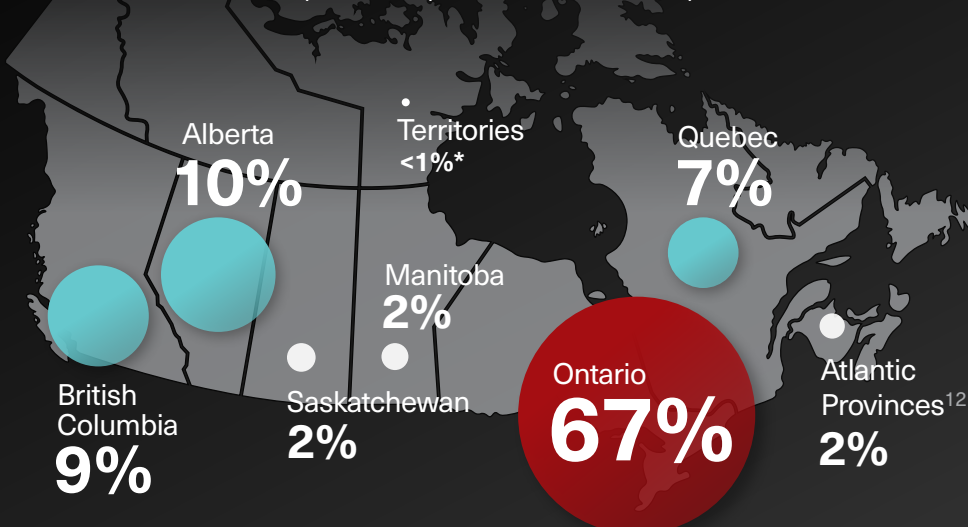 Alberta
10%
Territories
<1%*
Quebec
7%
Manitoba
2%
British
Columbia
9%
Saskatchewan
2%
Ontario
67%
Atlantic
Provinces12
2%